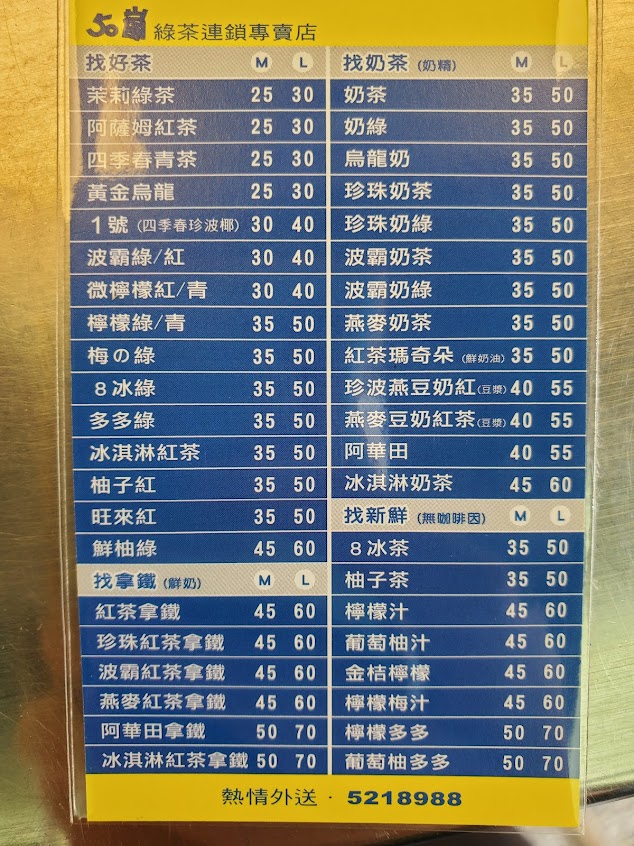 50嵐 綠茶連鎖專賣店
找好茶 M L
茉莉綠茶 25 30
阿薩姆紅茶 25 30
四季春青茶 25 30
黃金烏龍 25 30
1號 (四季春珍波椰) 30 40
波霸綠/紅 30 40
微檸檬紅/青 30 40
檸檬綠/青 35 50
梅の綠 35 50
8冰綠 35 50
多多綠 35 50
冰淇淋紅茶 35 50
柚子紅 35 50
旺來紅 35 50
鮮柚綠 45 60
找拿鐵 (鮮奶) M L
紅茶拿鐵 45 60
珍珠紅茶拿鐵 45 60
波霸紅茶拿鐵 45 60
燕麥紅茶拿鐵 45 60
阿華田拿鐵 50 70
冰淇淋紅茶拿鐵 50 70
找奶茶 (奶精) M L
奶茶 35 50
奶綠 35 50
烏龍奶 35 50
珍珠奶茶 35 50
珍珠奶綠 35 50
波霸奶茶 35 50
波霸奶綠 35 50
燕麥奶茶 35 50
紅茶瑪奇朵 (鮮奶油) 35 50
珍波燕豆奶紅 (豆漿) 40 55
燕麥豆奶紅茶 (豆漿) 40 55
阿華田 40 55
冰淇淋奶茶 45 60
找新鮮 (無咖啡因) M L
8冰茶 35 50
柚子茶 35 50
檸檬汁 45 60
葡萄柚汁 45 60
金桔檸檬 45 60
檸檬梅汁 45 60
檸檬多多 50 70
葡萄柚多多 50 70
熱情外送 · 5218988